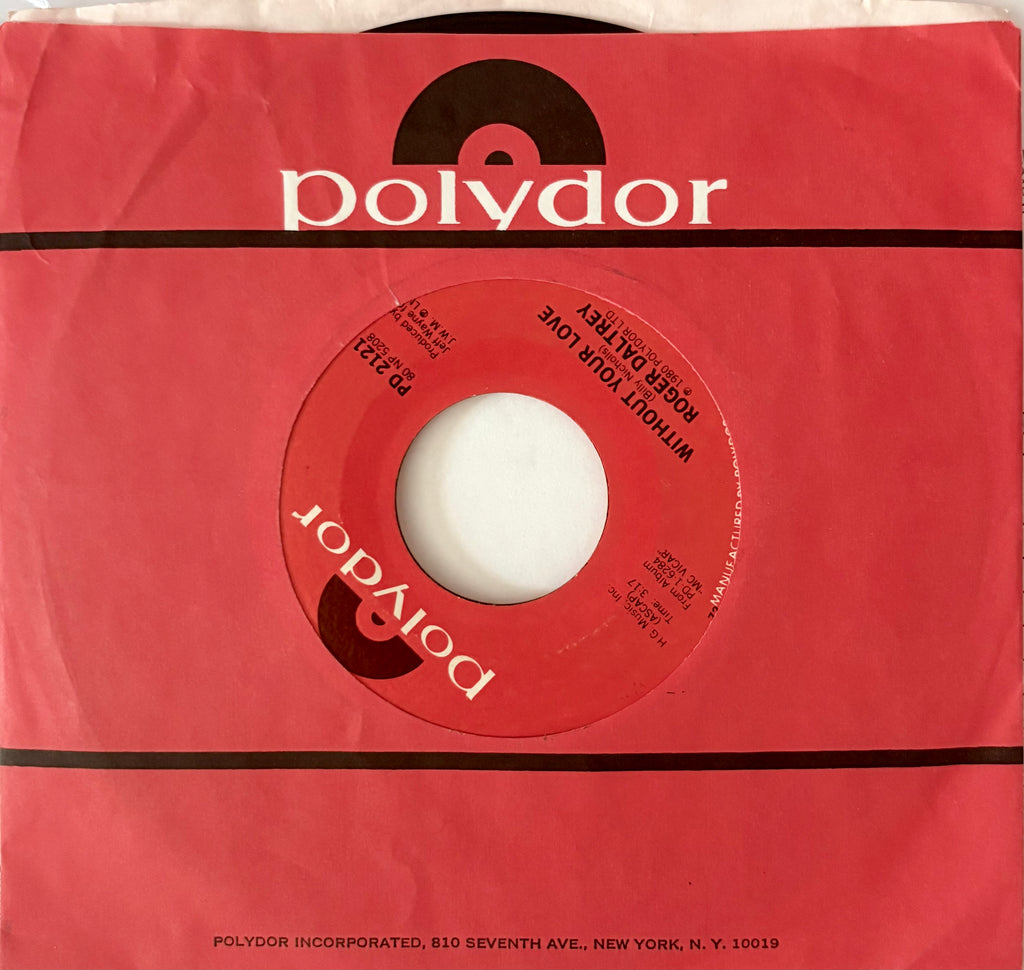 polydor
polydor
PD 2121
80 NP 5208
Produced by
Jeff Wayne
J.W.M. ℗
H G Music Inc.
(ASCAP)
Time: 3:17
From Album
PD-1-6284
"MC VICAR"
WITHOUT YOUR LOVE
(Billy Nicholls)
ROGER DALTREY
℗ 1980 POLYDOR LTD
MANUFACTURED BY
POLYDOR INCORPORATED, 810 SEVENTH AVE., NEW YORK, N. Y. 10019